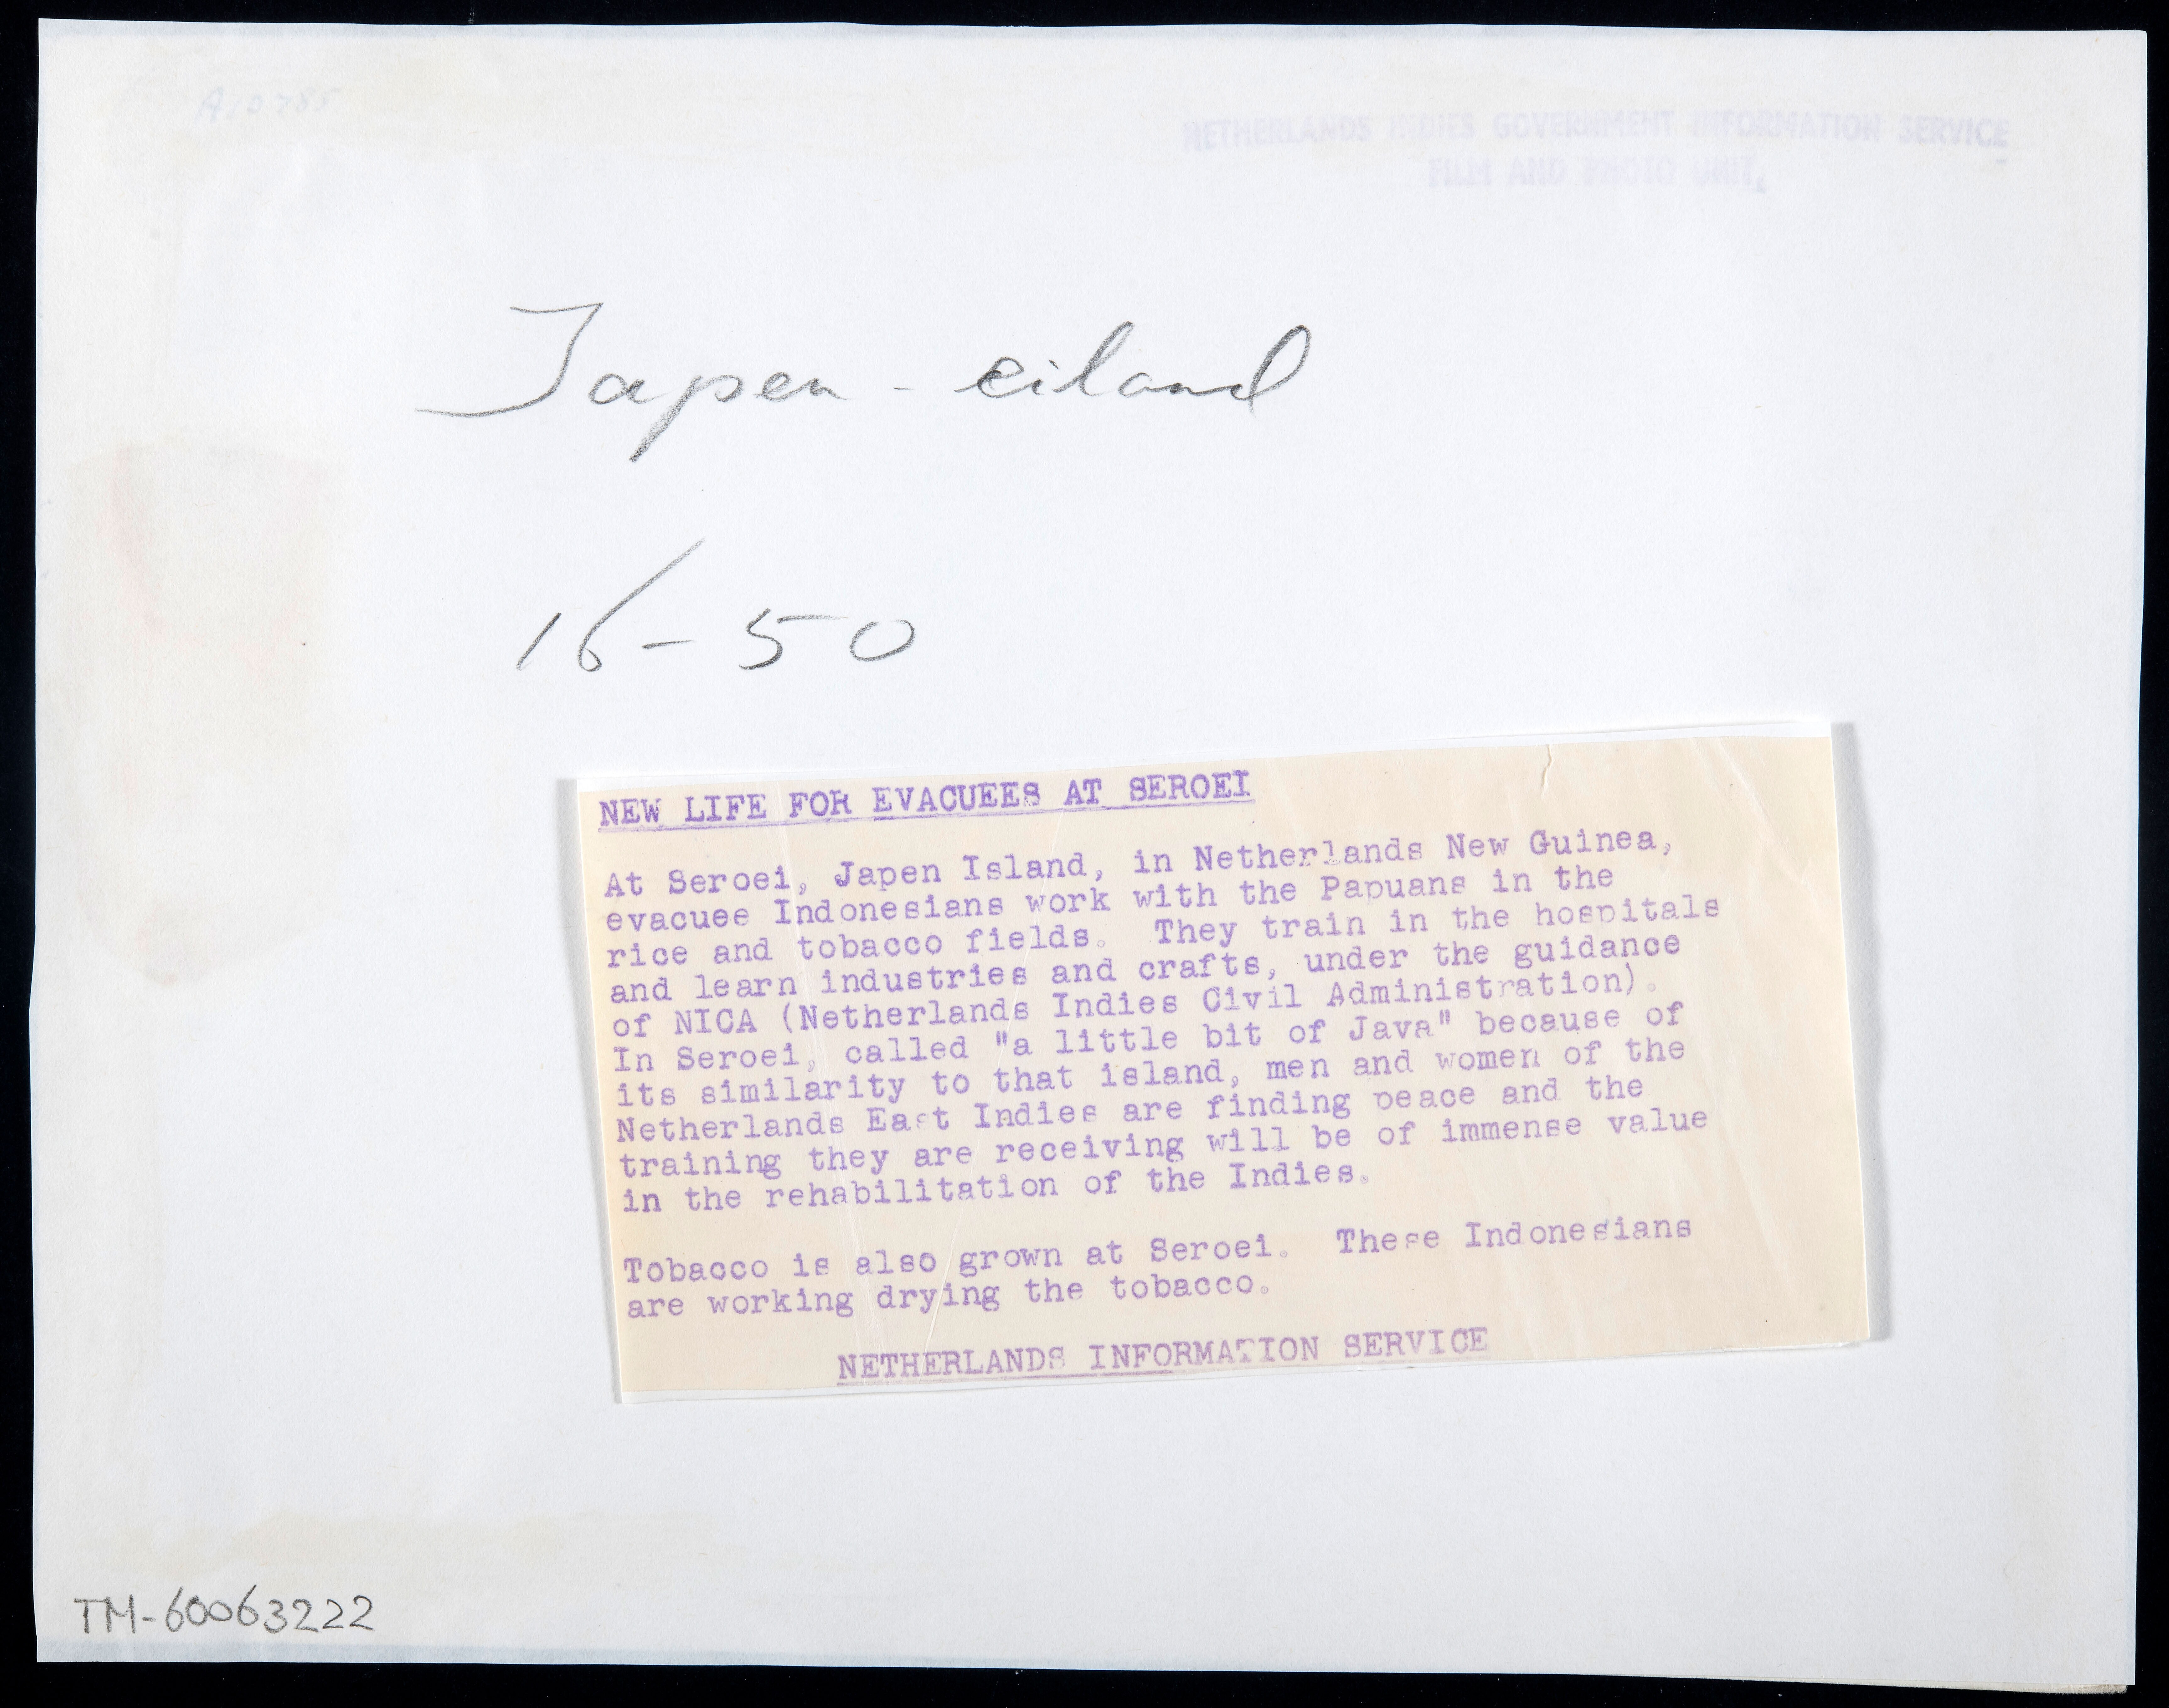 NETHERLANDS INDIES GOVERNMENT INFORMATION SERVICE
FILM AND PHOTO UNIT,
Japen - eiland
16-50
NEW LIFE FOR EVACUEES AT SEROEI
At Seroei, Japen Island, in Netherlands New Guinea,
evacuee Indonesians work with the Papuans in the
rice and tobacco fields. They train in the hospitals
and learn industries and crafts, under the guidance
of NICA (Netherlands Indies Civil Administration).
In Seroei, called "a little bit of Java" because of
its similarity to that island, men and women of the
Netherlands East Indies are finding peace and the
training they are receiving will be of immense value
in the rehabilitation of the Indies.
Tobacco is also grown at Seroei. These Indonesians
are working drying the tobacco.
NETHERLANDS INFORMATION SERVICE
TM-60063222